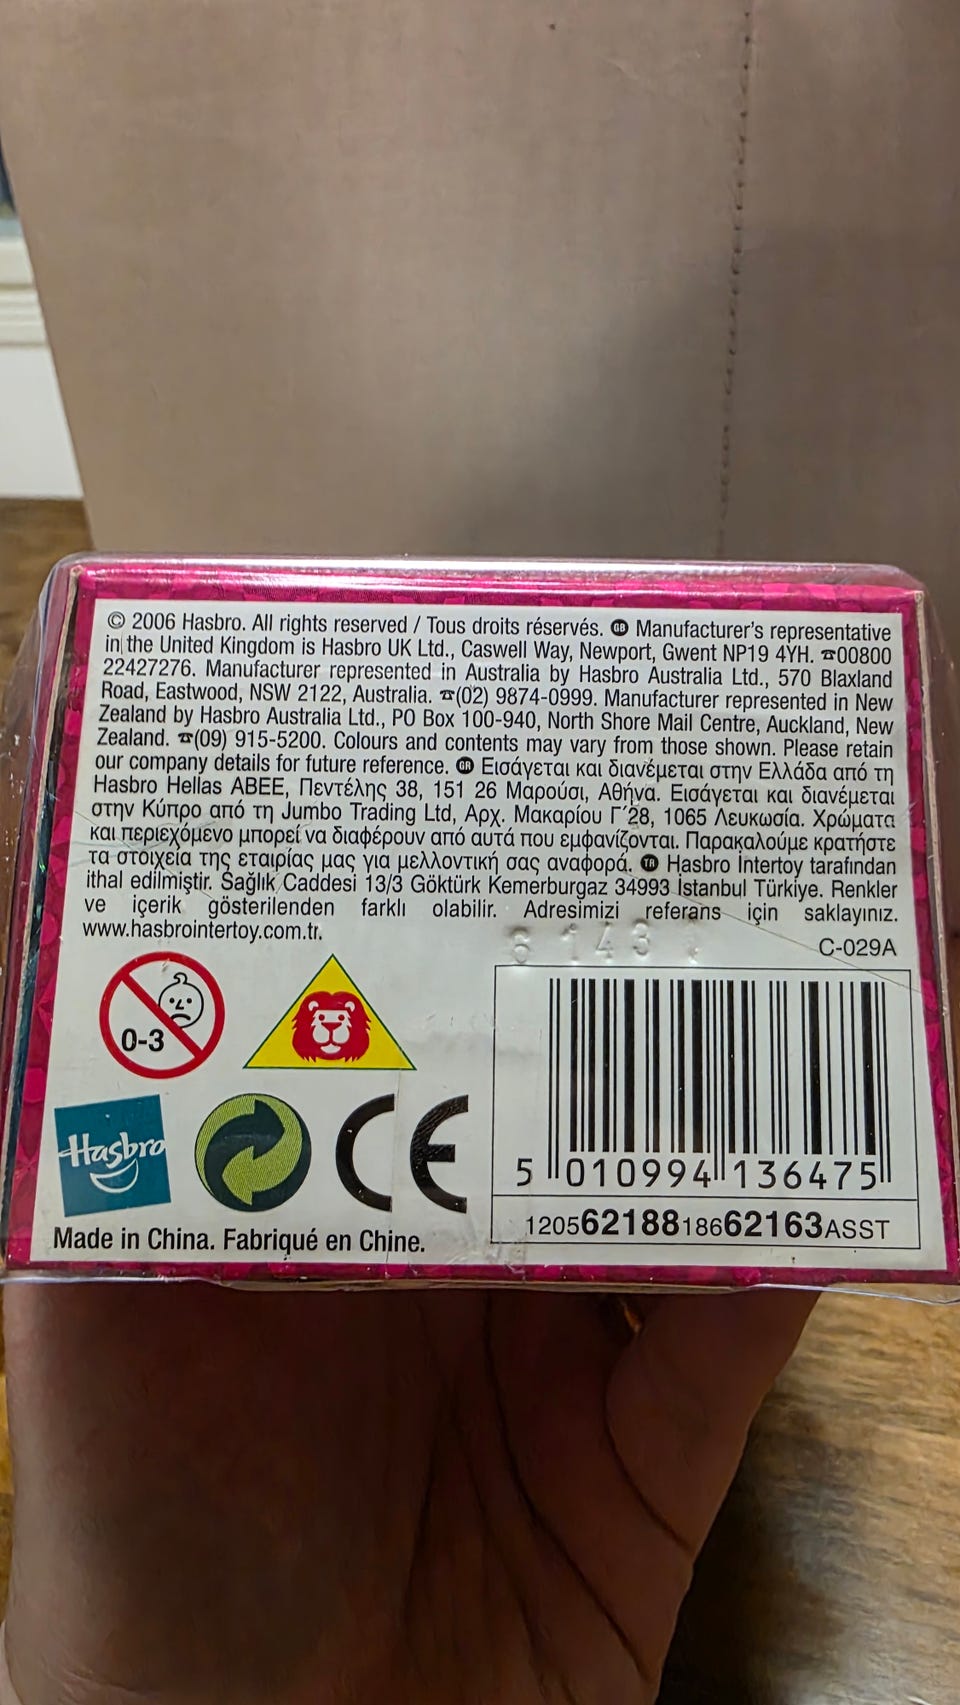 © 2006 Hasbro. All rights reserved / Tous droits réservés. GB Manufacturer's representative
in the United Kingdom is Hasbro UK Ltd., Caswell Way, Newport, Gwent NP19 4YH. ☎00800
22427276. Manufacturer represented in Australia by Hasbro Australia Ltd., 570 Blaxland
Road, Eastwood, NSW 2122, Australia. ☎(02) 9874-0999. Manufacturer represented in New
Zealand by Hasbro Australia Ltd., PO Box 100-940, North Shore Mail Centre, Auckland, New
Zealand. ☎(09) 915-5200. Colours and contents may vary from those shown. Please retain
our company details for future reference. GR Εισάγεται και διανέμεται στην Ελλάδα από τη
Hasbro Hellas ΑΒΕΕ, Πεντέλης 38, 151 26 Μαρούσι, Αθήνα. Εισάγεται και διανέμεται
στην Κύπρο από τη Jumbo Trading Ltd, Αρχ. Μακαρίου Γ΄28, 1065 Λευκωσία. Χρώματα
και περιεχόμενο μπορεί να διαφέρουν από αυτά που εμφανίζονται. Παρακαλούμε κρατήστε
τα στοιχεία της εταιρίας μας για μελλοντική σας αναφορά. TR Hasbro İntertoy tarafından
ithal edilmiştir. Sağlık Caddesi 13/3 Göktürk Kemerburgaz 34993 İstanbul Türkiye. Renkler
ve içerik gösterilenden farklı olabilir. Adresimizi referans için saklayınız.
www.hasbrointertoy.com.tr.
6 143
C-029A
0-3
Hasbro
CE
5 010994 136475
12056218818662163ASST
Made in China. Fabriqué en Chine.